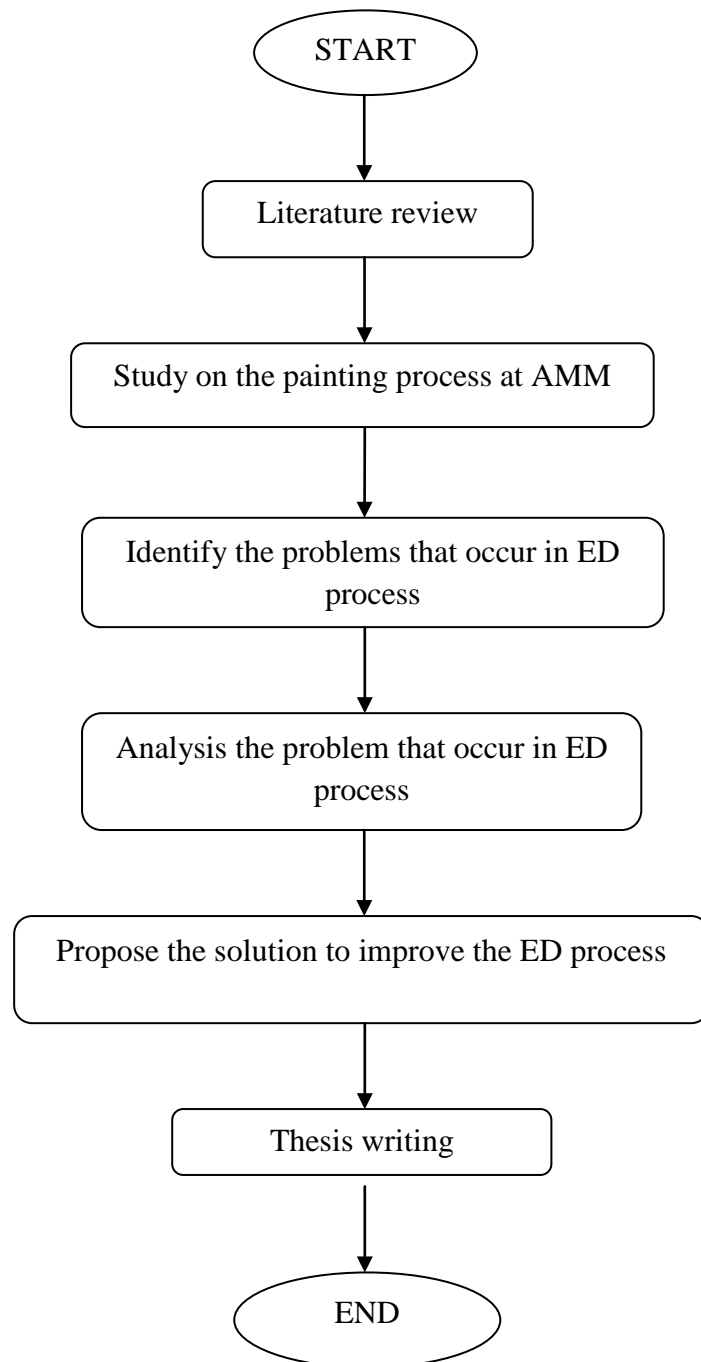 START
Literature review
Study on the painting process at AMM
Identify the problems that occur in ED
process
Analysis the problem that occur in ED
process
Propose the solution to improve the ED process
Thesis writing
END